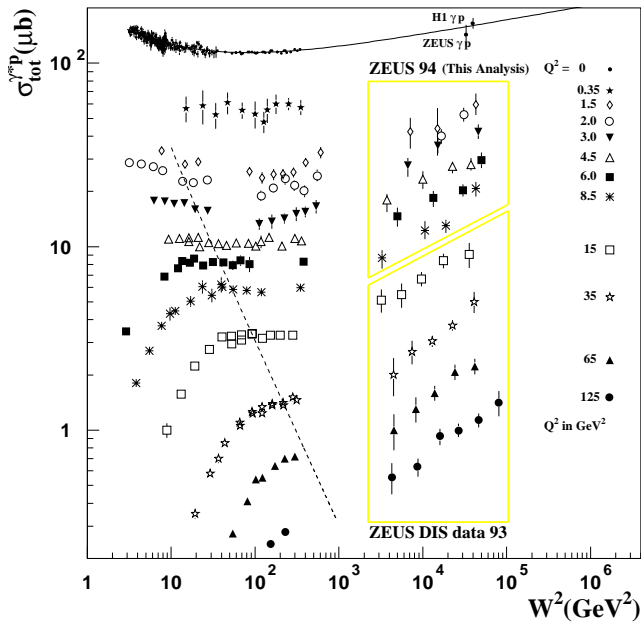 σ_tot^γ*p(μb)
10²
10
1
H1 γp
ZEUS γp
ZEUS 94 (This Analysis)
Q² = 0
0.35
1.5
2.0
3.0
4.5
6.0
8.5
15
35
65
125
Q² in GeV²
ZEUS DIS data 93
1 10 10² 10³ 10⁴ 10⁵ 10⁶
W²(GeV²)